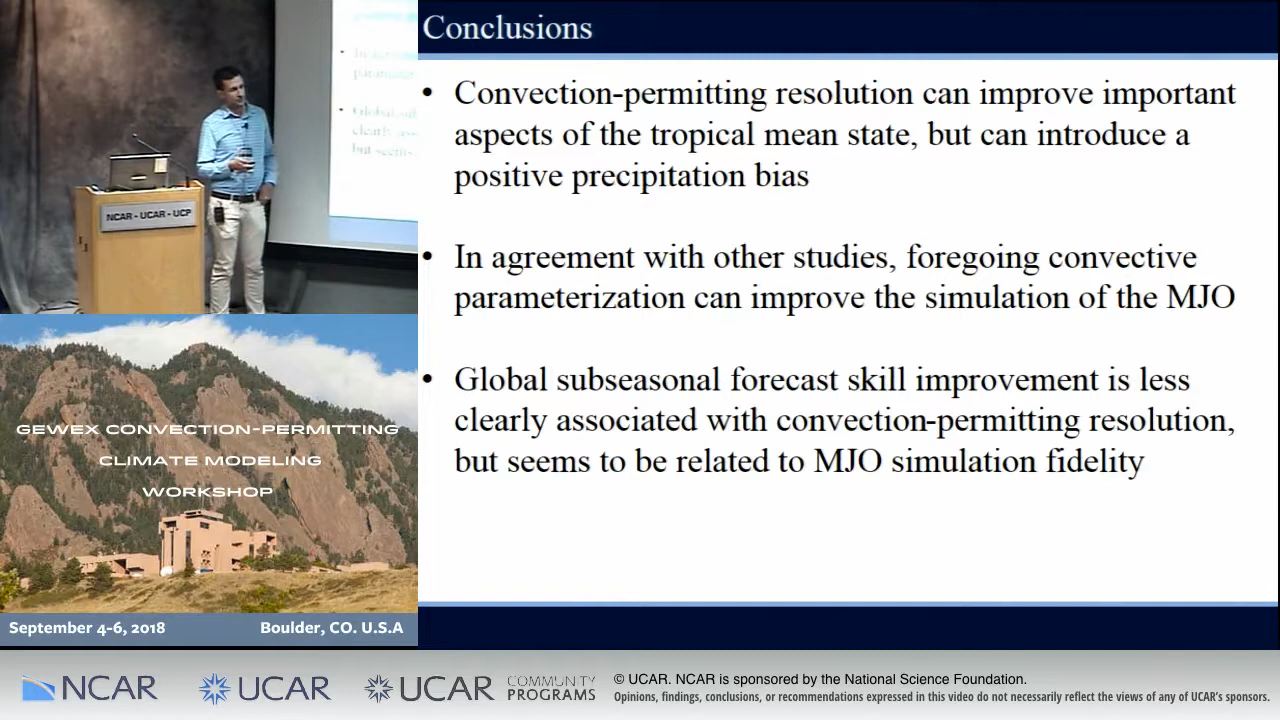 Conclusions
• Convection-permitting resolution can improve important
aspects of the tropical mean state, but can introduce a
positive precipitation bias
• In agreement with other studies, foregoing convective
parameterization can improve the simulation of the MJO
• Global subseasonal forecast skill improvement is less
clearly associated with convection-permitting resolution,
but seems to be related to MJO simulation fidelity
NCAR - UCAR - UCP
GEWEX CONVECTION-PERMITTING
CLIMATE MODELING
WORKSHOP
September 4-6, 2018
Boulder, CO. U.S.A
NCAR
UCAR
UCAR
COMMUNITY
PROGRAMS
© UCAR. NCAR is sponsored by the National Science Foundation.
Opinions, findings, conclusions, or recommendations expressed in this video do not necessarily reflect the views of any of UCAR's sponsors.